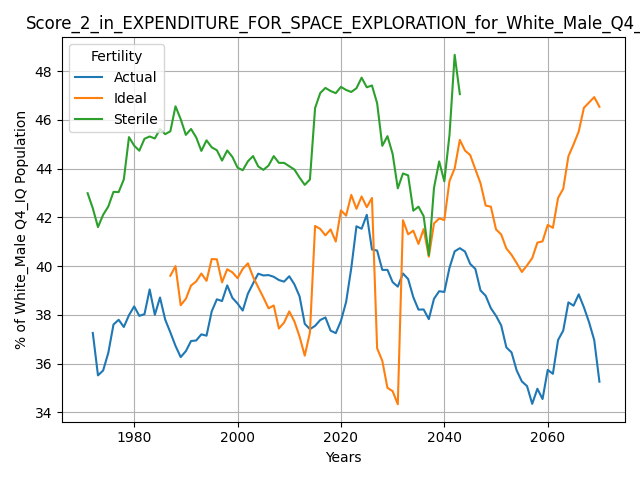 Score_2_in_EXPENDITURE_FOR_SPACE_EXPLORATION_for_White_Male_Q4_
Fertility
Actual
Ideal
Sterile
% of White_Male Q4_IQ Population
48
46
44
42
40
38
36
34
1980
2000
2020
2040
2060
Years